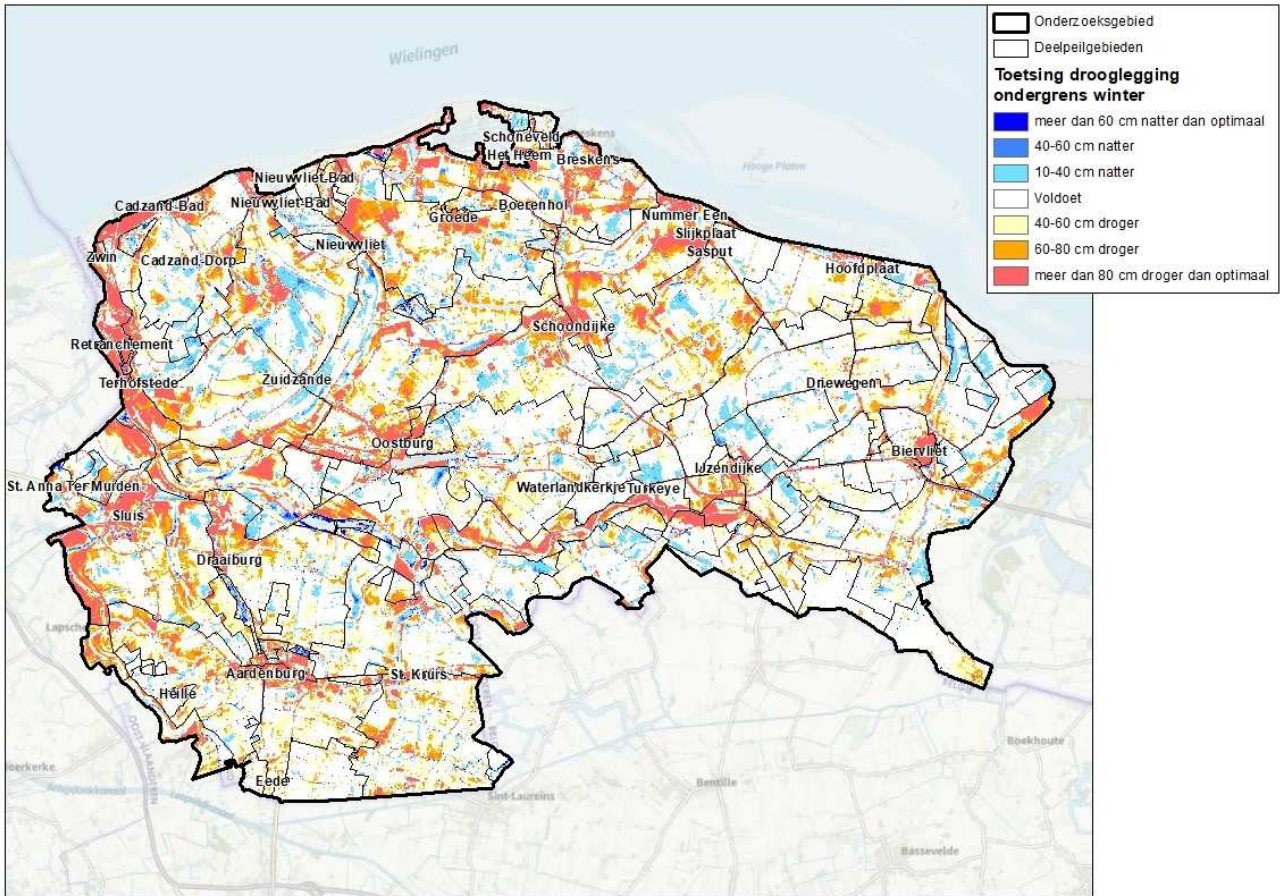 Onderzoeksgebied
Deelpeilgebieden
Toetsing drooglegging
ondergrens winter
meer dan 60 cm natter dan optimaal
40-60 cm natter
10-40 cm natter
Voldoet
40-60 cm droger
60-80 cm droger
meer dan 80 cm droger dan optimaal
Wielingen
Schoneveld
Het Heem
Breskens
Hooge Platen
Nieuwvliet-Bad
Cadzand-Bad
Nieuwvliet-Bad
Boerenhol
Groede
Nummer Een
Slijkplaat
Sasput
Nieuwvliet
Zwin
Cadzand-Dorp
Hoofdplaat
Schoondijke
Retranchement
Terhofstede
Zuidzande
Driewegen
Oostburg
Biervliet
IJzendijke
St. Anna Ter Muiden
Waterlandkerkje
Turkeye
Sluis
Draaiburg
Aardenburg
St. Kruis
Heille
Eede
Boekhoute
Bentille
Sint-Laureins
Bassevelde